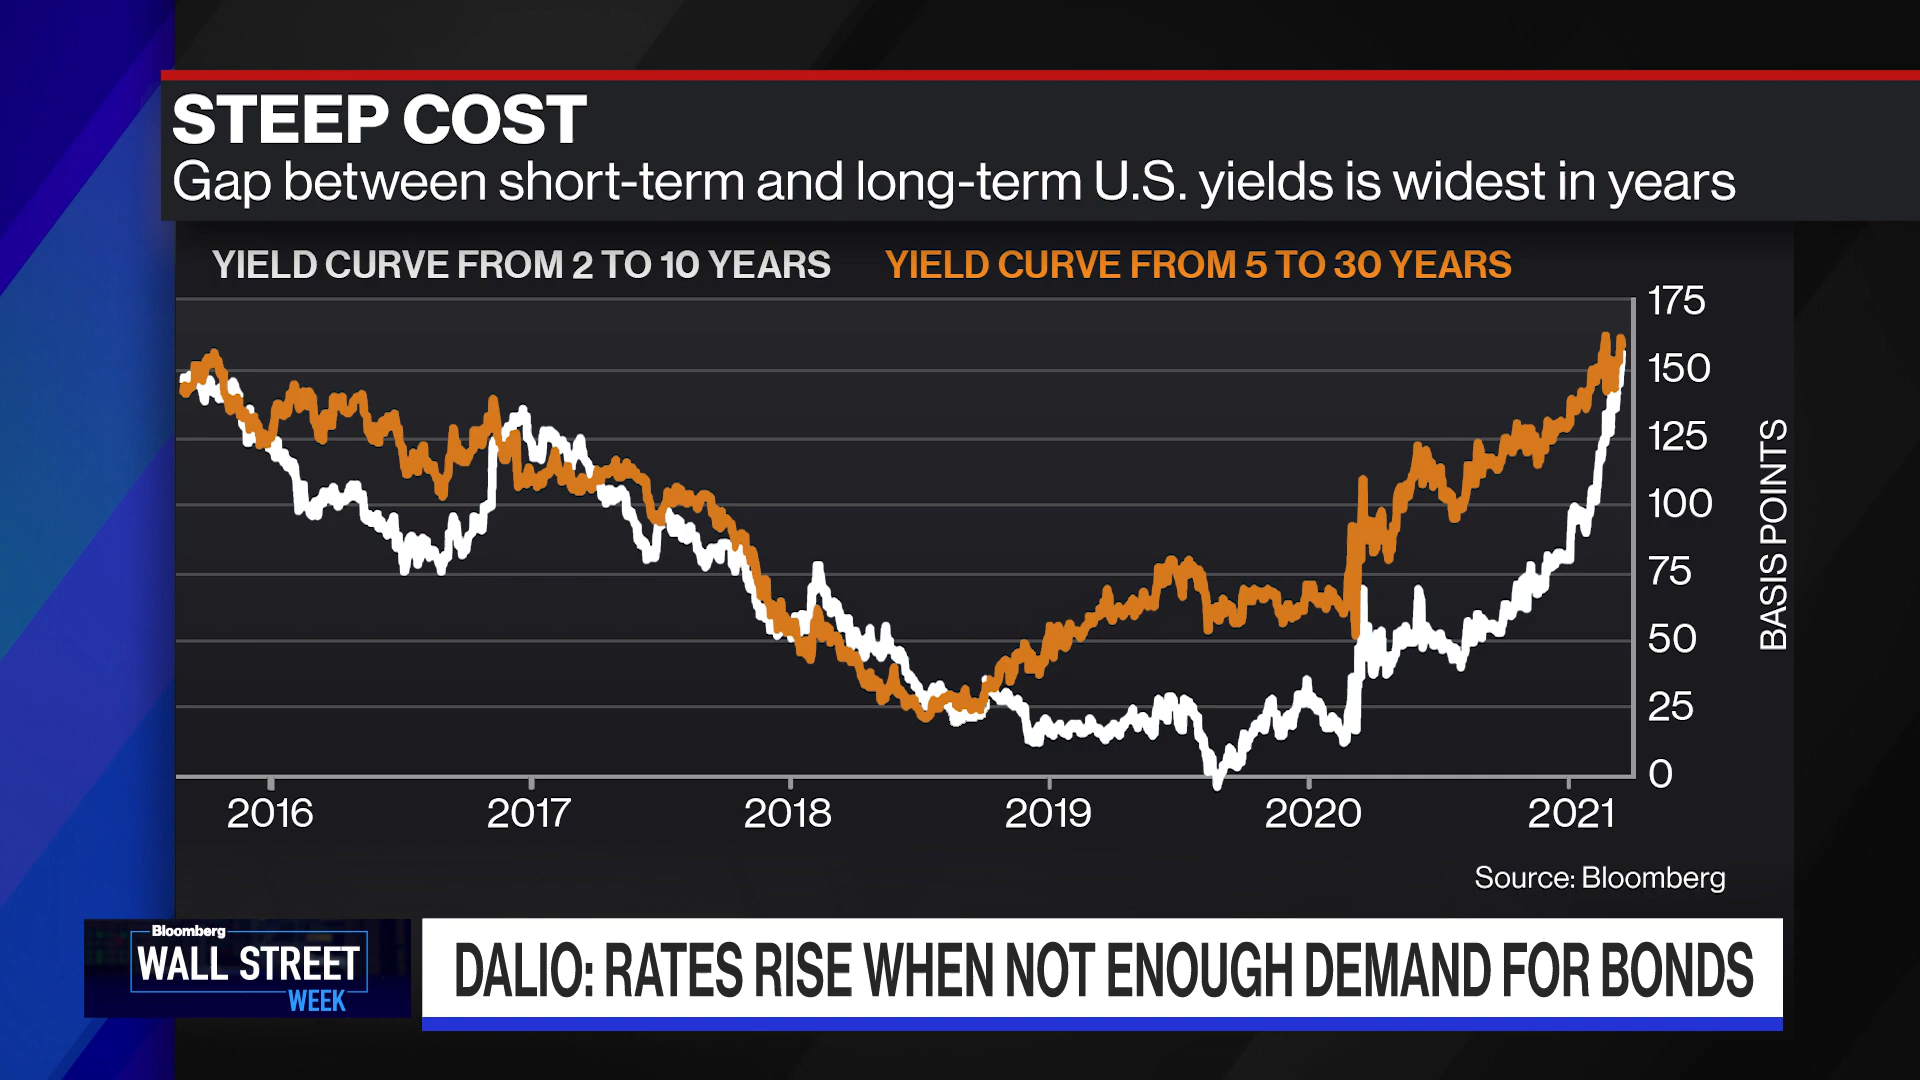 STEEP COST
Gap between short-term and long-term U.S. yields is widest in years
YIELD CURVE FROM 2 TO 10 YEARS
YIELD CURVE FROM 5 TO 30 YEARS
175
150
125
100
75
50
25
0
BASIS POINTS
2016
2017
2018
2019
2020
2021
Source: Bloomberg
Bloomberg
WALL STREET
WEEK
DALIO: RATES RISE WHEN NOT ENOUGH DEMAND FOR BONDS